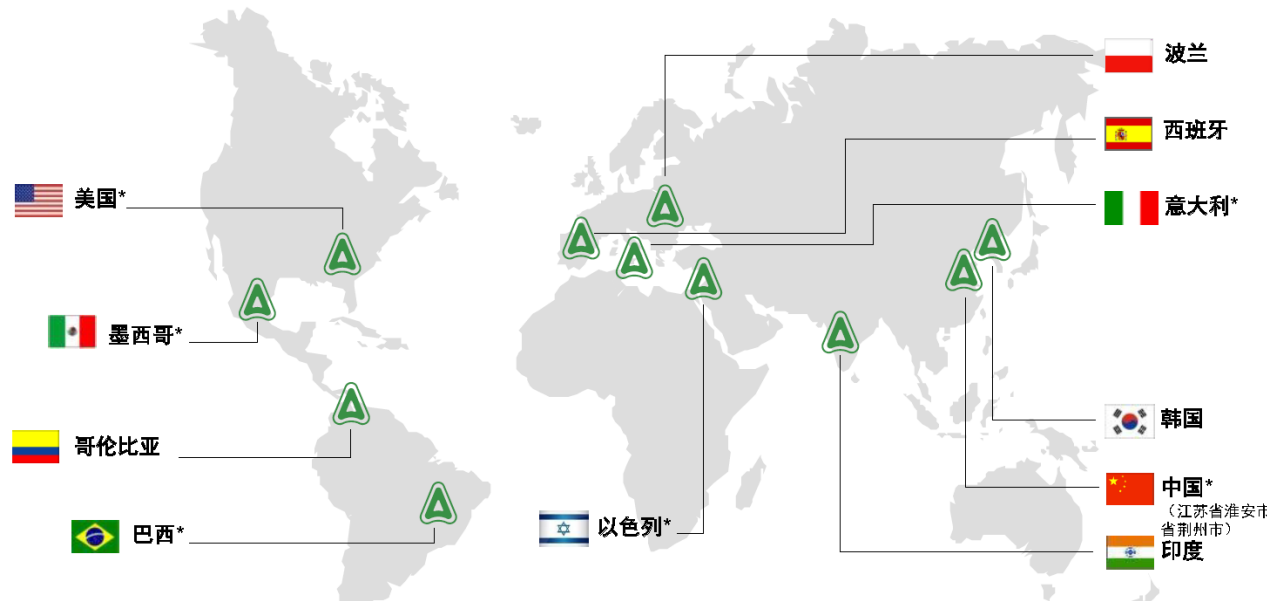 波兰
西班牙
美国*
意大利*
墨西哥*
韩国
哥伦比亚
中国*
（江苏省淮安市
省荆州市）
巴西*
以色列*
印度